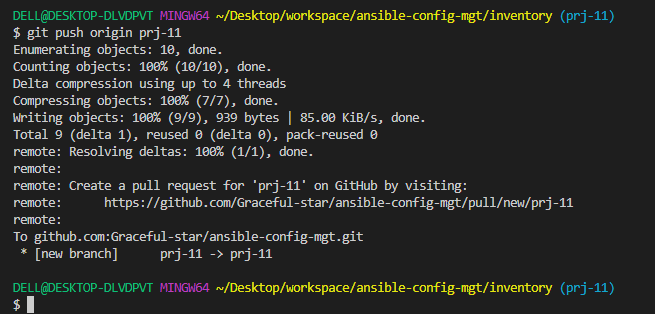 DELL@DESKTOP-DLVDPVT MINGW64 ~/Desktop/workspace/ansible-config-mgt/inventory (prj-11)
$ git push origin prj-11
Enumerating objects: 10, done.
Counting objects: 100% (10/10), done.
Delta compression using up to 4 threads
Compressing objects: 100% (7/7), done.
Writing objects: 100% (9/9), 939 bytes | 85.00 KiB/s, done.
Total 9 (delta 1), reused 0 (delta 0), pack-reused 0
remote: Resolving deltas: 100% (1/1), done.
remote:
remote: Create a pull request for 'prj-11' on GitHub by visiting:
remote:      https://github.com/Graceful-star/ansible-config-mgt/pull/new/prj-11
remote:
To github.com:Graceful-star/ansible-config-mgt.git
 * [new branch]      prj-11 -> prj-11
DELL@DESKTOP-DLVDPVT MINGW64 ~/Desktop/workspace/ansible-config-mgt/inventory (prj-11)
$